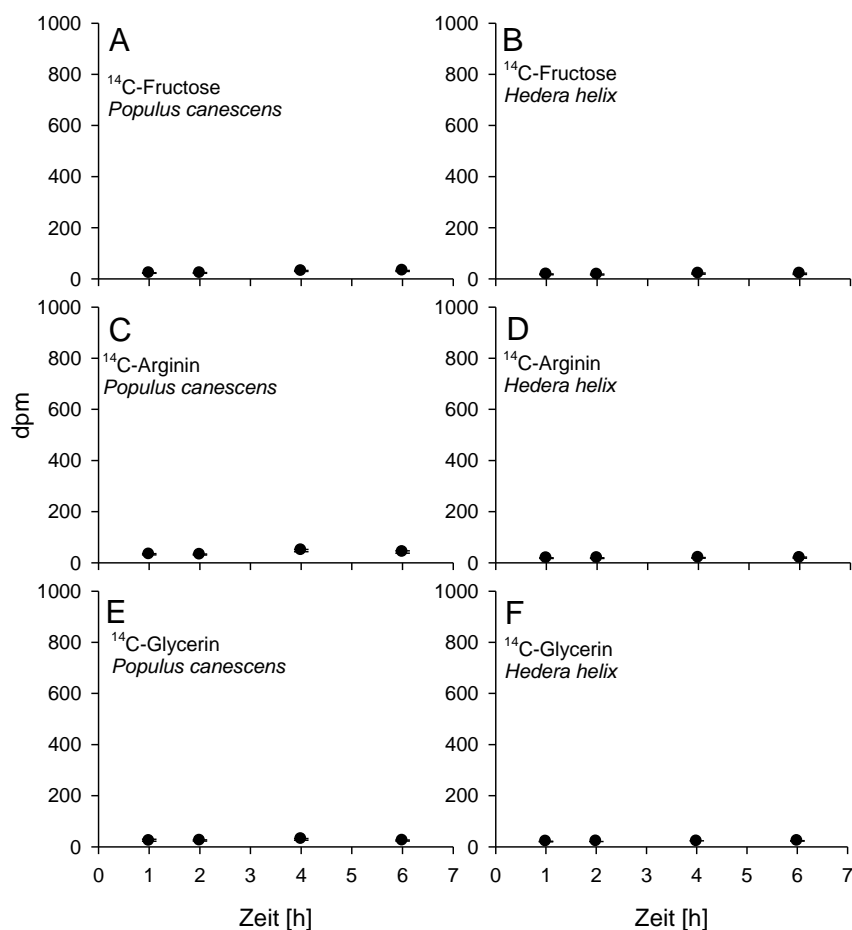 1000
800
600
400
200
0
A
¹⁴C-Fructose
Populus canescens
1000
800
600
400
200
0
B
¹⁴C-Fructose
Hedera helix
dpm
1000
800
600
400
200
0
C
¹⁴C-Arginin
Populus canescens
1000
800
600
400
200
0
D
¹⁴C-Arginin
Hedera helix
1000
800
600
400
200
0
E
¹⁴C-Glycerin
Populus canescens
0 1 2 3 4 5 6 7
Zeit [h]
1000
800
600
400
200
0
F
¹⁴C-Glycerin
Hedera helix
0 1 2 3 4 5 6 7
Zeit [h]